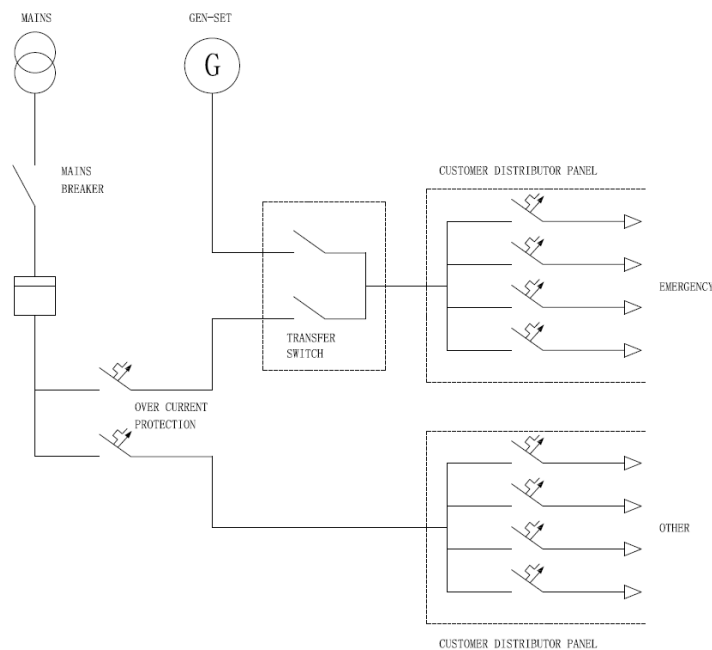 MAINS
GEN-SET
G
MAINS
BREAKER
CUSTOMER DISTRIBUTOR PANEL
EMERGENCY
TRANSFER
SWITCH
OVER CURRENT
PROTECTION
OTHER
CUSTOMER DISTRIBUTOR PANEL